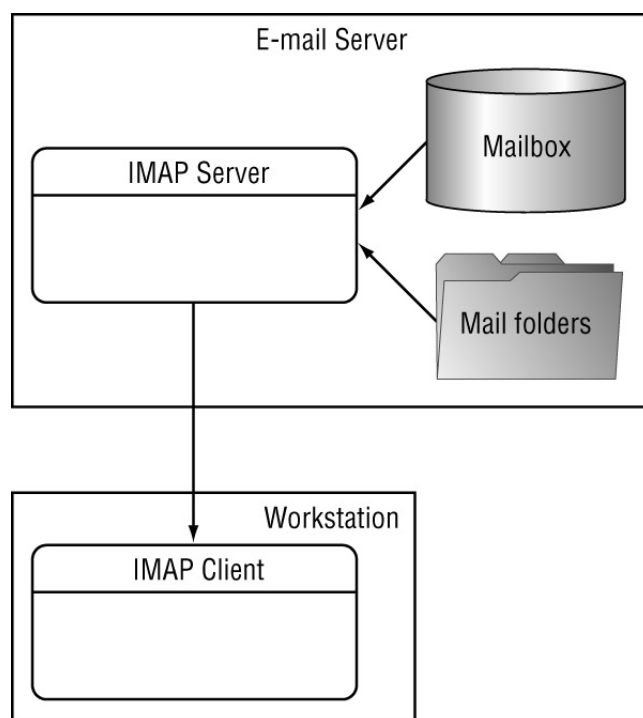 E-mail Server
Mailbox
IMAP Server
Mail folders
Workstation
IMAP Client